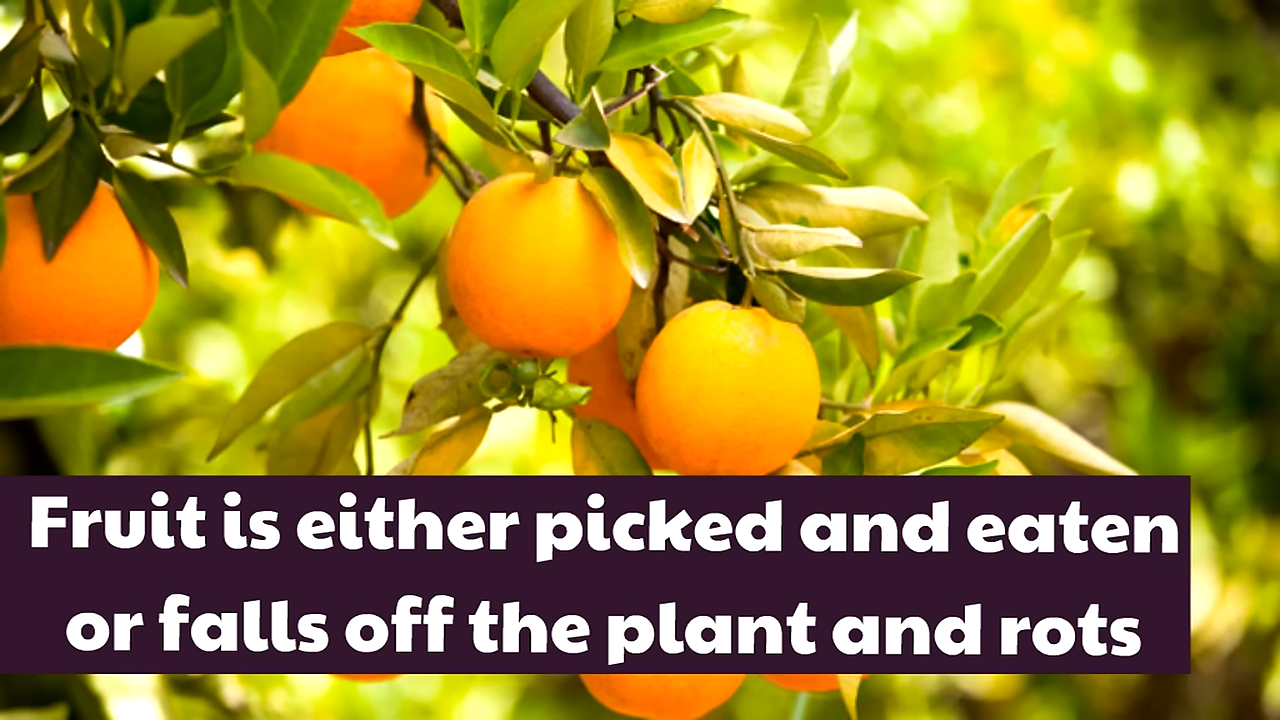 Fruit is either picked and eaten
or falls off the plant and rots